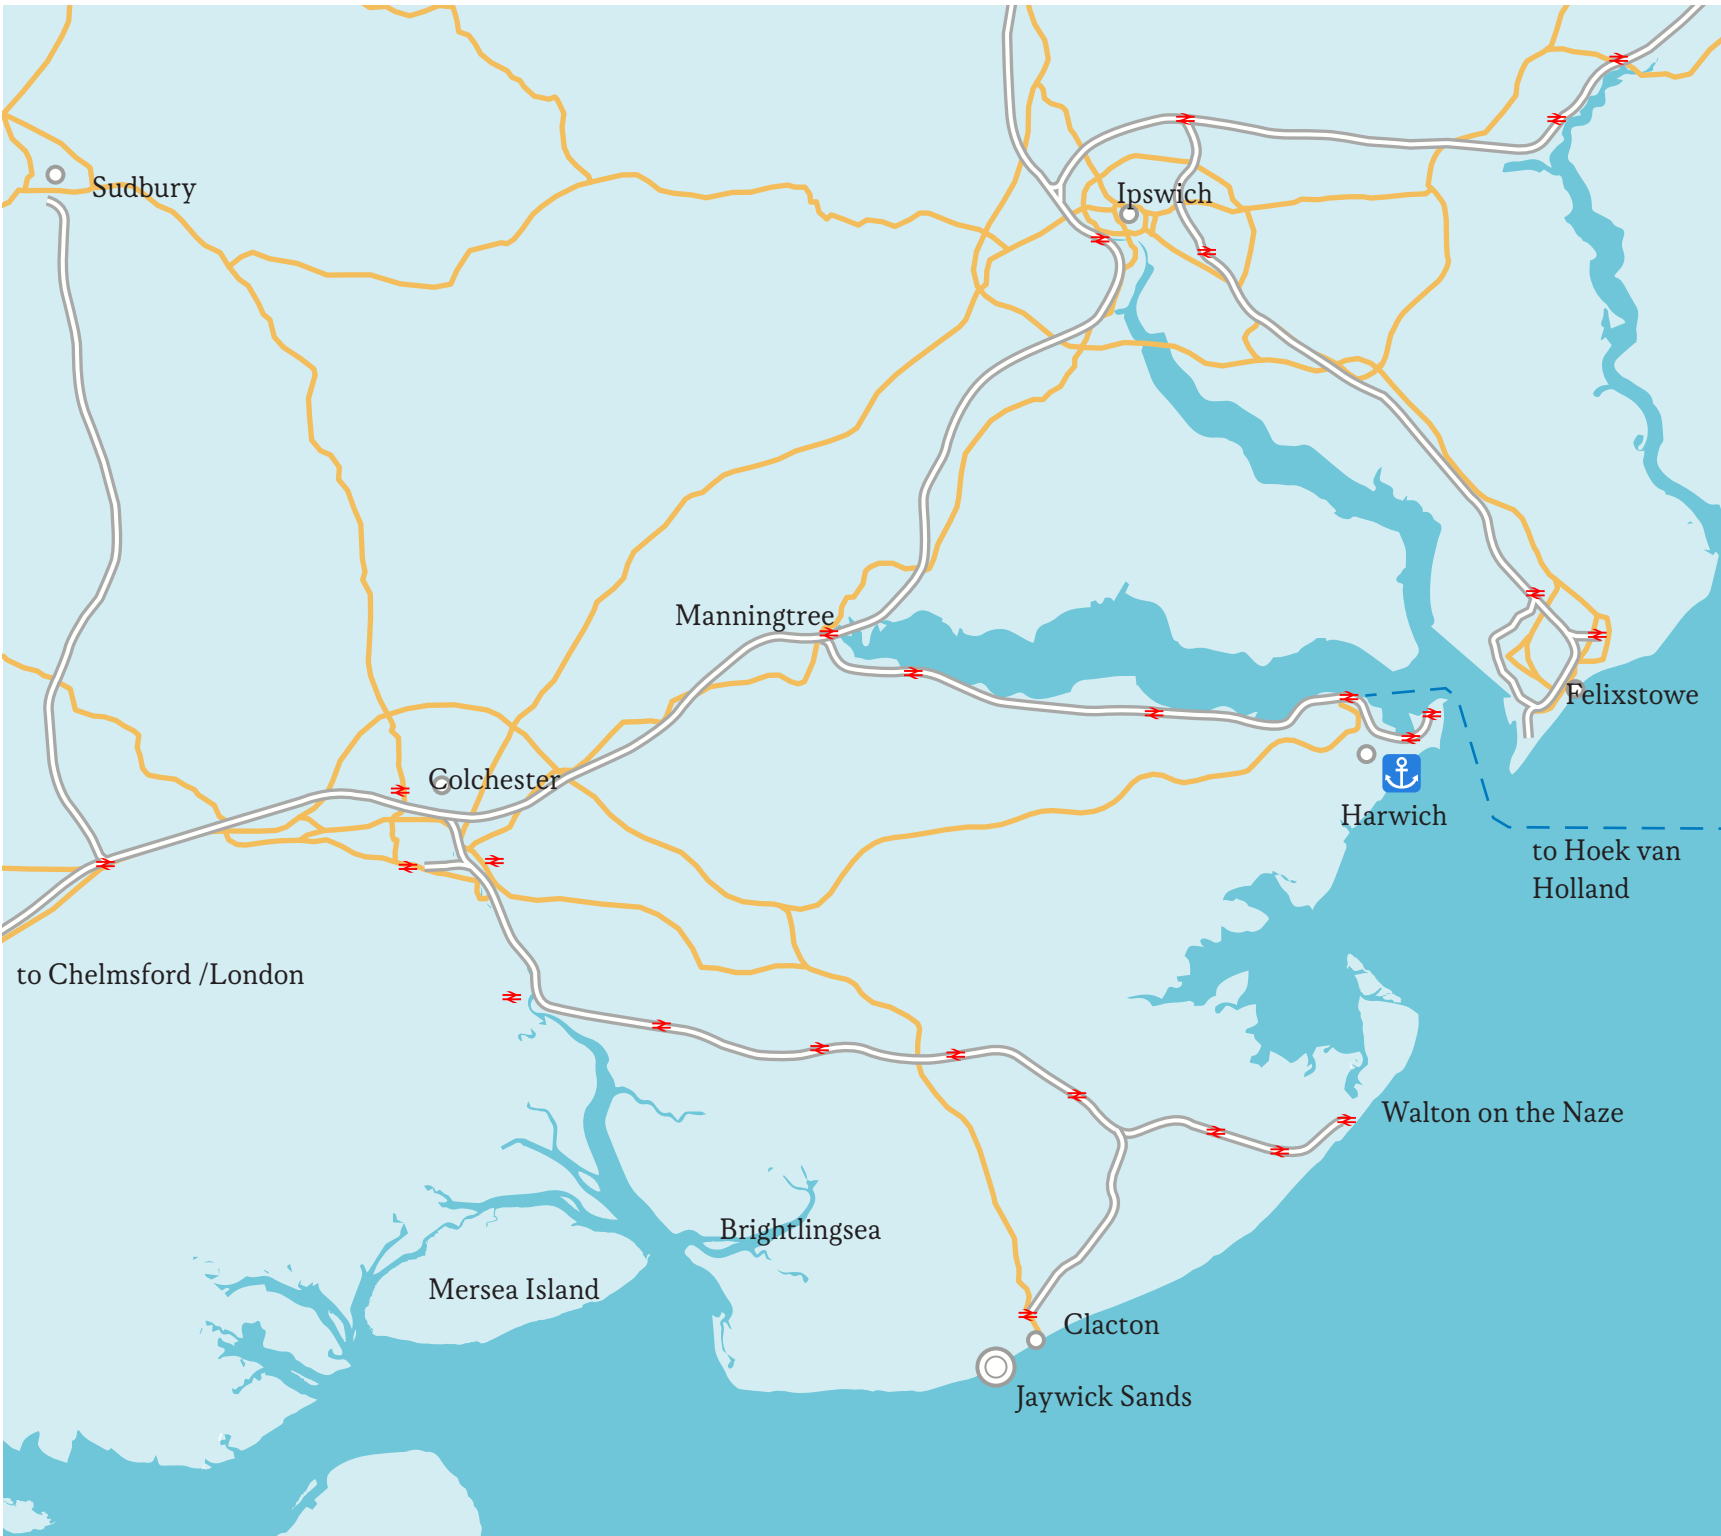 Sudbury
Ipswich
Manningtree
Felixstowe
Colchester
Harwich
to Hoek van
Holland
to Chelmsford /London
Walton on the Naze
Brightlingsea
Mersea Island
Clacton
Jaywick Sands